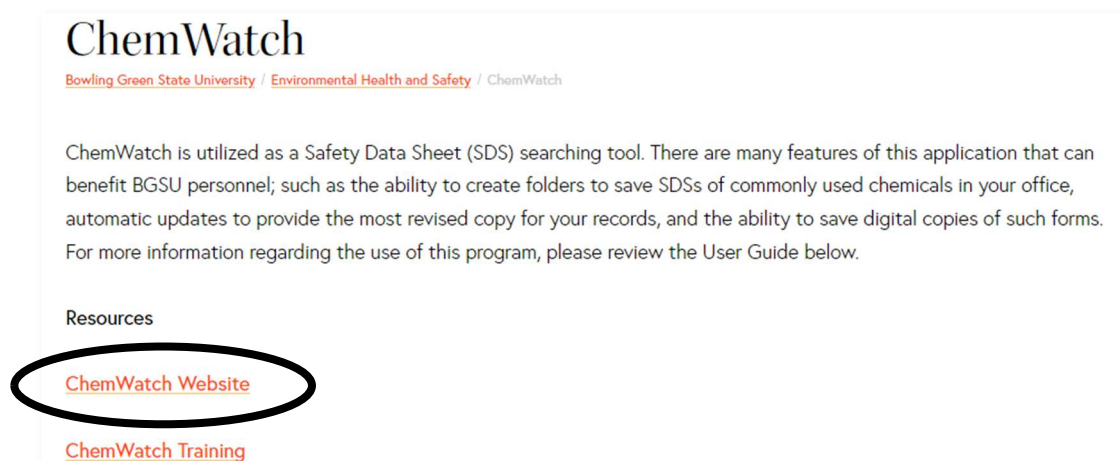 ChemWatch
Bowling Green State University / Environmental Health and Safety / ChemWatch
ChemWatch is utilized as a Safety Data Sheet (SDS) searching tool. There are many features of this application that can
benefit BGSU personnel; such as the ability to create folders to save SDSs of commonly used chemicals in your office,
automatic updates to provide the most revised copy for your records, and the ability to save digital copies of such forms.
For more information regarding the use of this program, please review the User Guide below.
Resources
ChemWatch Website
ChemWatch Training